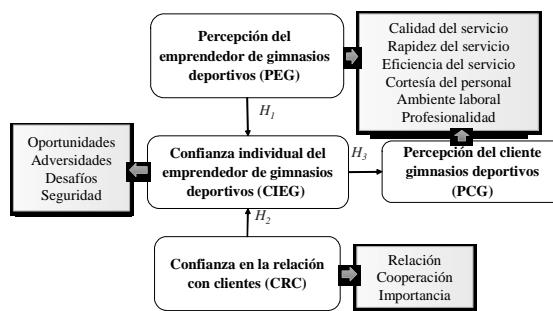 Percepción del
emprendedor de gimnasios
deportivos (PEG)
Calidad del servicio
Rapidez del servicio
Eficiencia del servicio
Cortesía del personal
Ambiente laboral
Profesionalidad
H1
Oportunidades
Adversidades
Desafíos
Seguridad
Confianza individual del
emprendedor de gimnasios
deportivos (CIEG)
H3
Percepción del cliente
gimnasios deportivos
(PCG)
H2
Confianza en la relación
con clientes (CRC)
Relación
Cooperación
Importancia